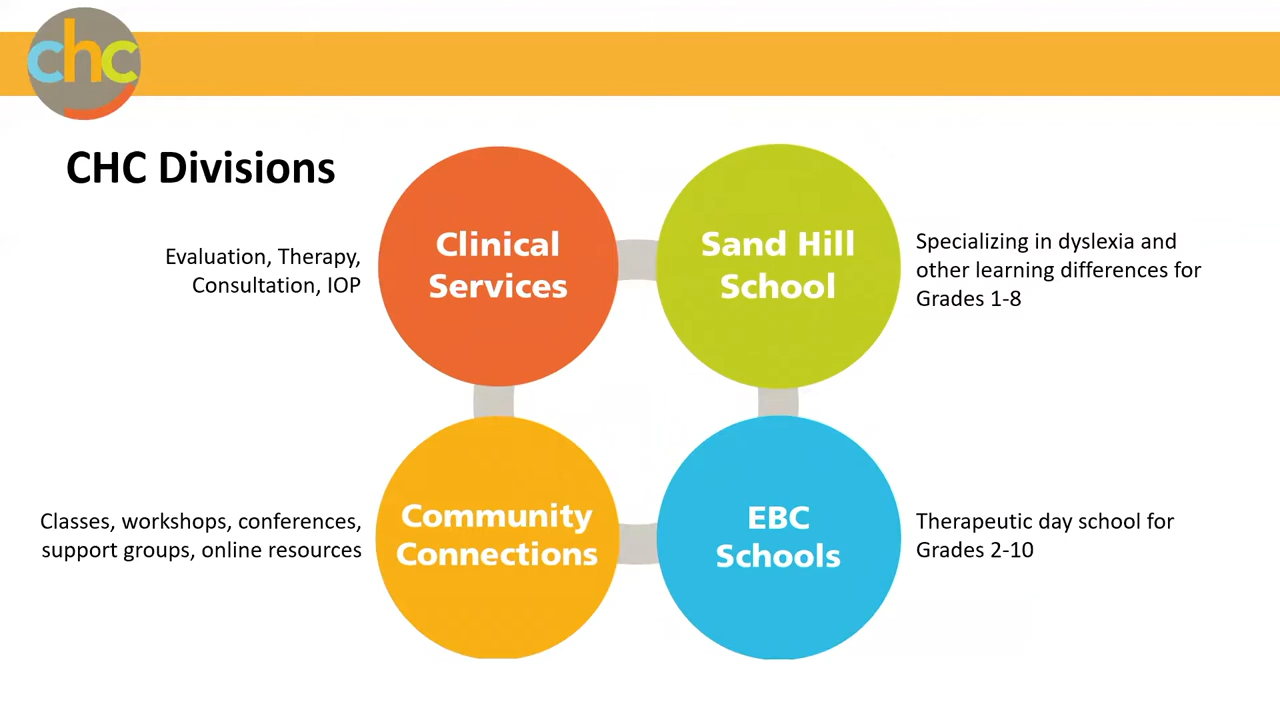 chc
CHC Divisions
Clinical
Services
Evaluation, Therapy,
Consultation, IOP
Sand Hill
School
Specializing in dyslexia and
other learning differences for
Grades 1-8
Community
Connections
Classes, workshops, conferences,
support groups, online resources
EBC
Schools
Therapeutic day school for
Grades 2-10